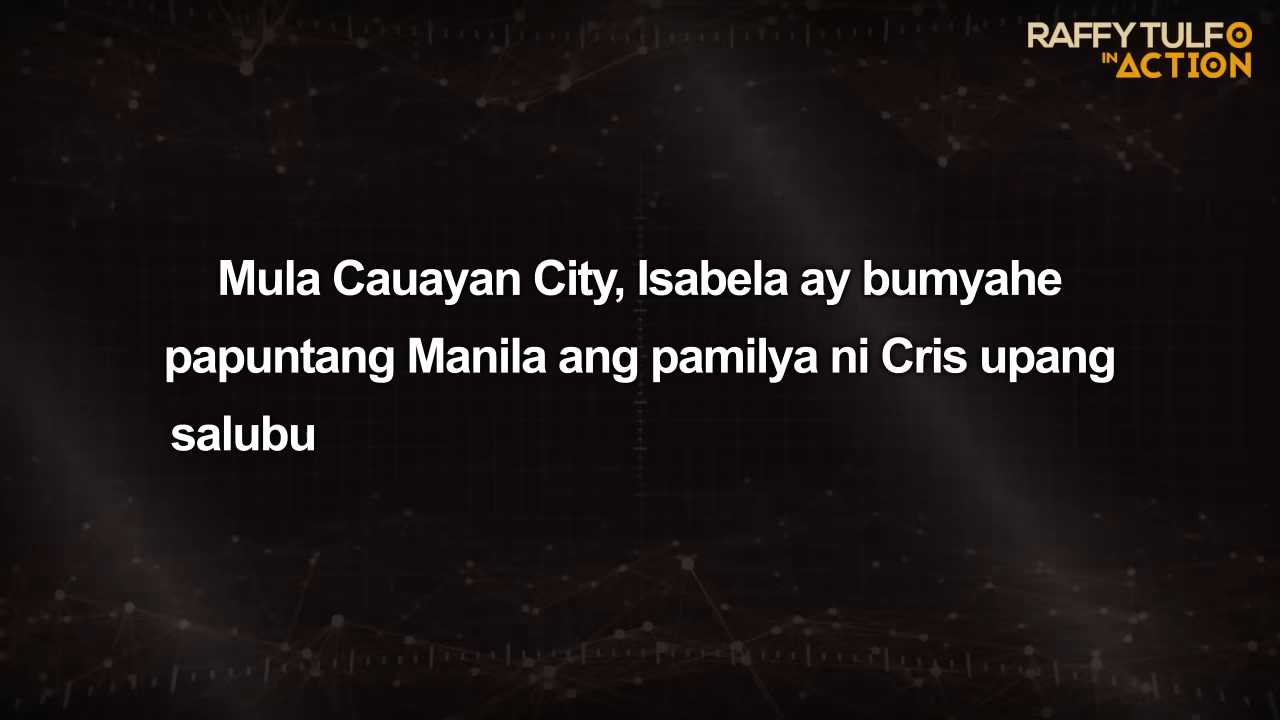 RAFFY TULFO
IN ACTION
Mula Cauayan City, Isabela ay bumyahe
papuntang Manila ang pamilya ni Cris upang
salubu